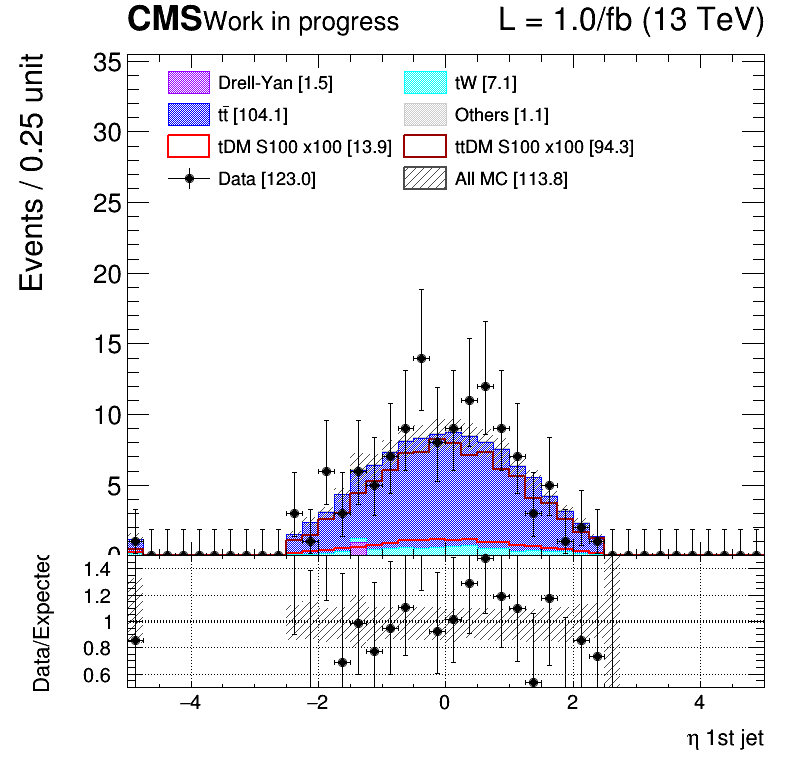 CMS Work in progress L = 1.0/fb (13 TeV)
Drell-Yan [1.5] tW [7.1]
tt̄ [104.1] Others [1.1]
tDM S100 x100 [13.9] ttDM S100 x100 [94.3]
Data [123.0] All MC [113.8]
Events / 0.25 unit
35
30
25
20
15
10
5
0
Data/Expected
1.4
1.2
1
0.8
0.6
−4 −2 0 2 4
η 1st jet